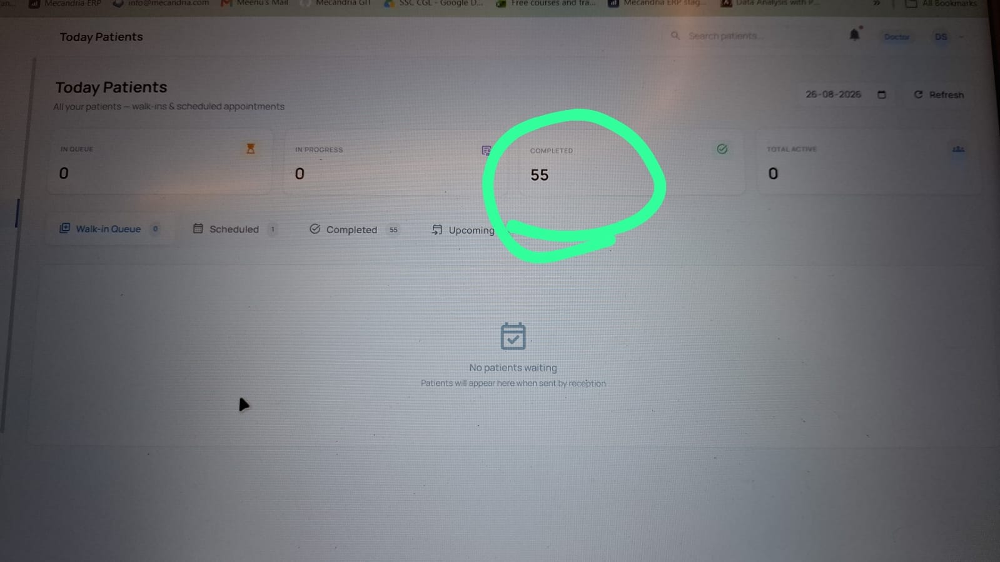 Mecandria ERP info@mecandria.com Meenu's Mail Mecandria GIT SSC CGL - Google D... Free courses and tra... Mecandria ERP stag... Data Analysis with P... » All Bookmarks
Today Patients Search patients... Doctor DS
Today Patients
All your patients — walk-ins & scheduled appointments
26-08-2026 Refresh
IN QUEUE
0
IN PROGRESS
0
COMPLETED
55
TOTAL ACTIVE
0
Walk-in Queue 0 Scheduled 1 Completed 55 Upcoming
No patients waiting
Patients will appear here when sent by reception